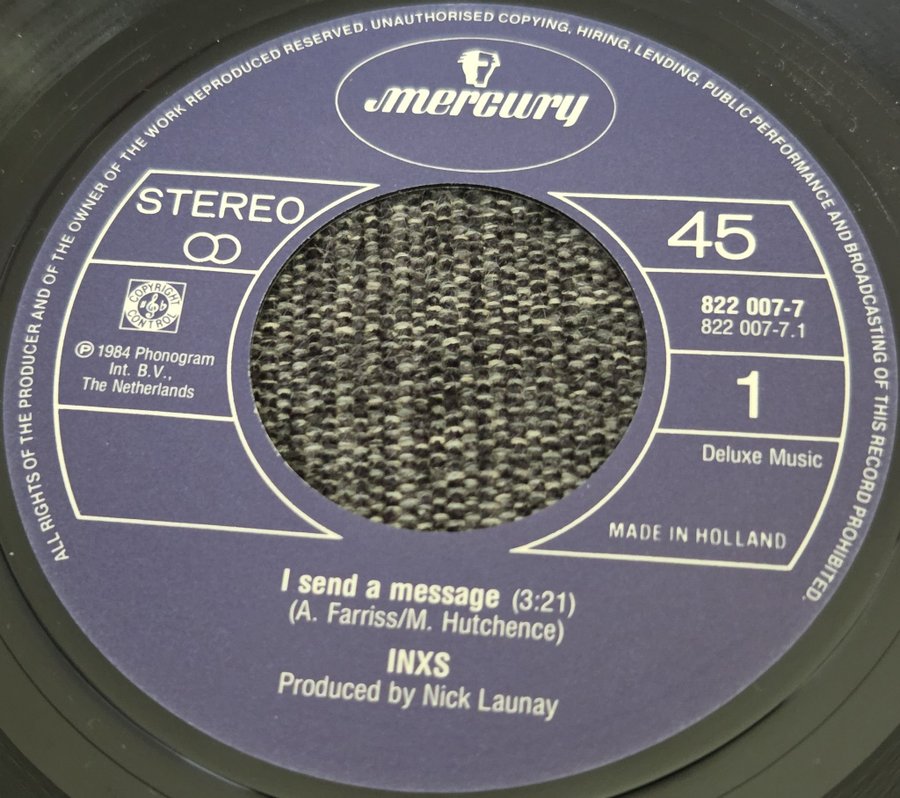 ALL RIGHTS OF THE PRODUCER AND OF THE OWNER OF THE WORK REPRODUCED RESERVED. UNAUTHORISED COPYING, HIRING, LENDING, PUBLIC PERFORMANCE AND BROADCASTING OF THIS RECORD PROHIBITED.
mercury
STEREO
COPYRIGHT
CONTROL
℗ 1984 Phonogram
Int. B.V.,
The Netherlands
45
822 007-7
822 007-7.1
1
Deluxe Music
MADE IN HOLLAND
I send a message (3:21)
(A. Farriss/M. Hutchence)
INXS
Produced by Nick Launay